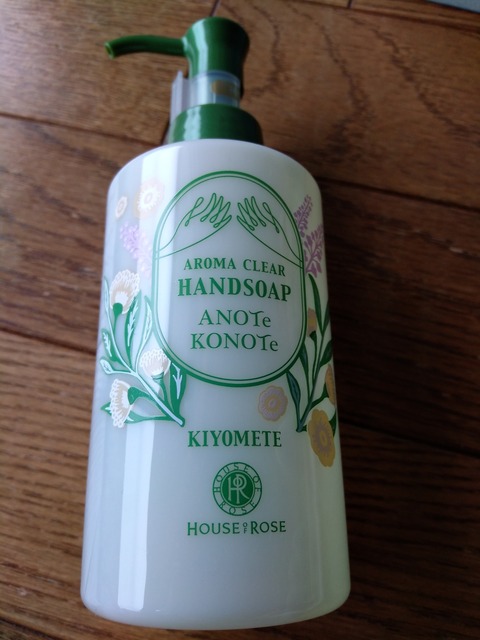 AROMA CLEAR
HANDSOAP
ANOTe
KONOTe
KIYOMETE
HOUSE OF
R
ROSE
HOUSE OF ROSE